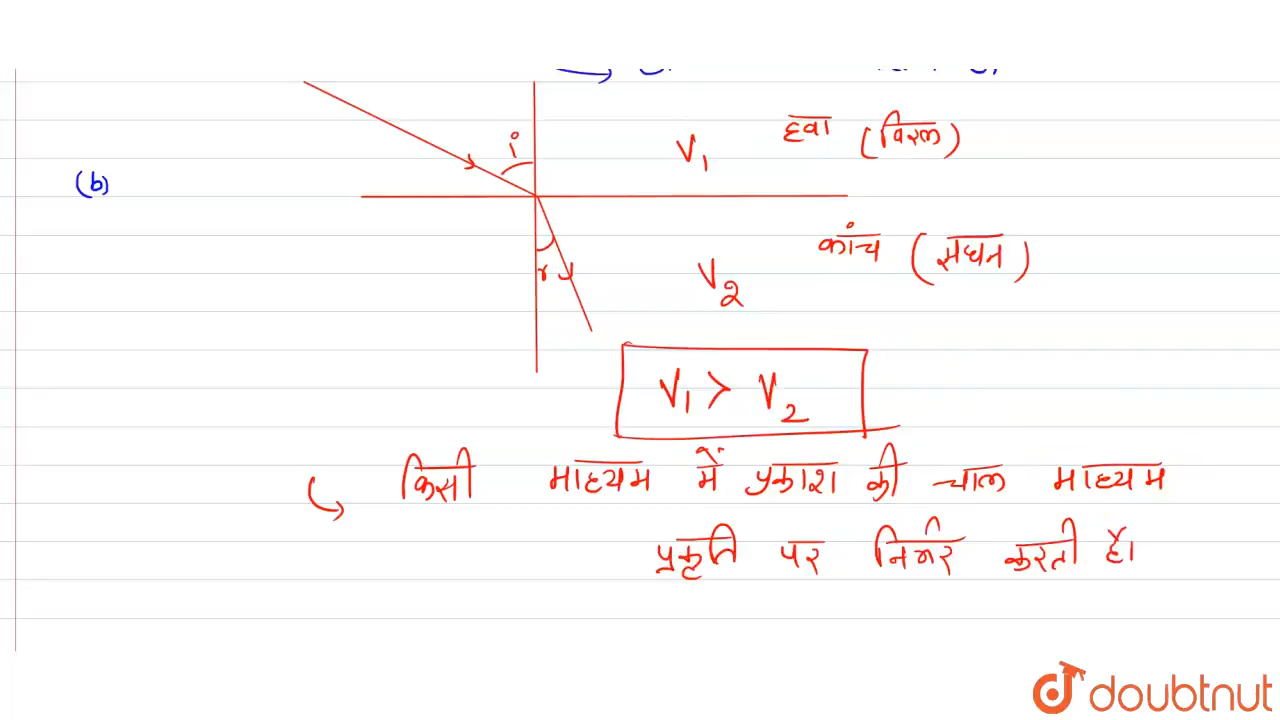 i
V1 हवा (विरल)
(b)
कांच (सघन)
r
V2
V1 > V2
किसी माध्यम में प्रकाश की चाल माध्यम
प्रकृति पर निर्भर करती है।
doubtnut